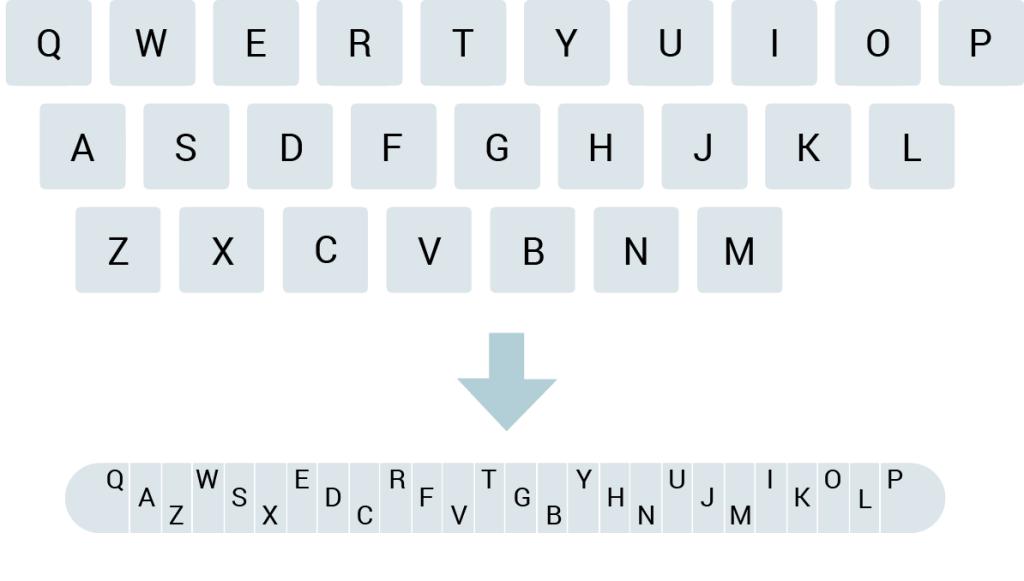 Q W E R T Y U I O P
A S D F G H J K L
Z X C V B N M
Q A Z W S X E D C R F V T G B Y H N U J M I K O L P